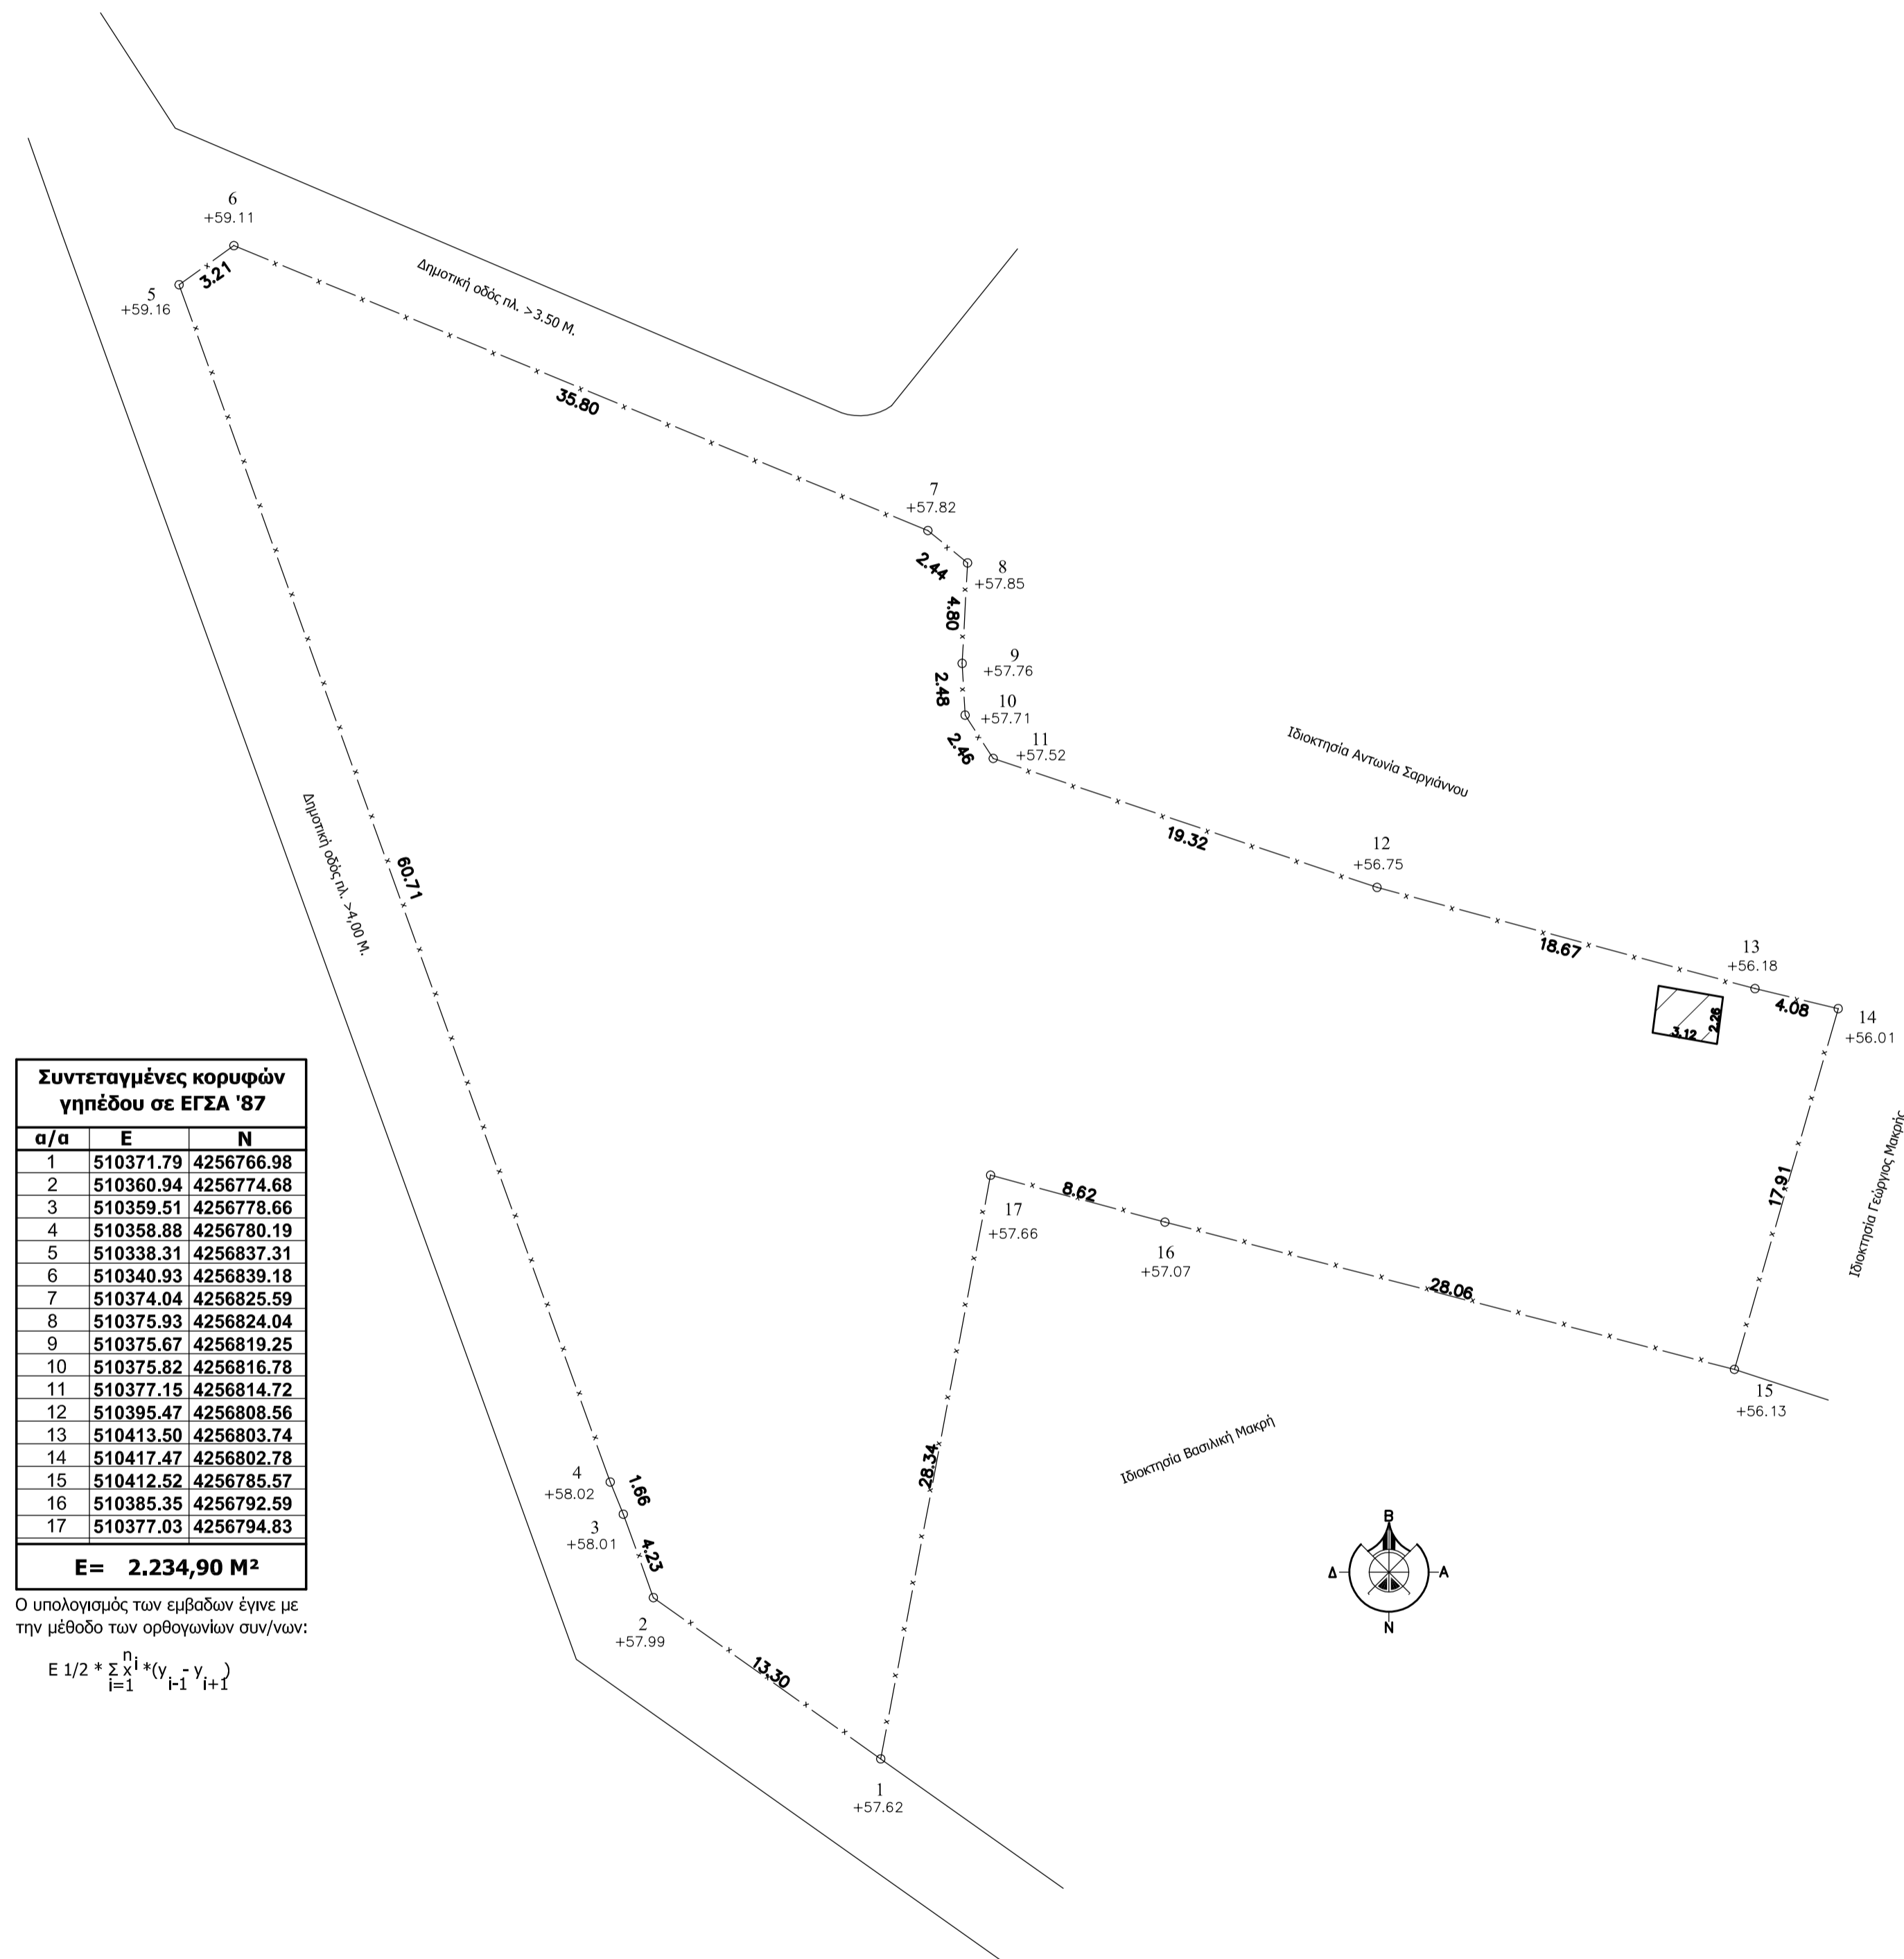 6
+59.11
3.21
5
+59.16
Δημοτική οδός πλ. >3.50 Μ.
35.80
7
+57.82
2.44
8
+57.85
4.80
9
+57.76
2.48
10
+57.71
2.46
11
+57.52
Ιδιοκτησία Αντωνία Σαργιάννου
19.32
12
+56.75
18.67
13
+56.18
4.08
14
+56.01
3.12
2.26
Δημοτική οδός πλ. >4,00 Μ.
60.71
17.91
Ιδιοκτησία Γεώργιος Μακρής
8.62
17
+57.66
16
+57.07
28.06
15
+56.13
28.34
Ιδιοκτησία Βασιλική Μακρή
4
+58.02
1.66
3
+58.01
4.23
2
+57.99
13.30
1
+57.62
Β
Δ
Α
Ν
Συντεταγμένες κορυφών
γηπέδου σε ΕΓΣΑ '87
α/α E N
1 510371.79 4256766.98
2 510360.94 4256774.68
3 510359.51 4256778.66
4 510358.88 4256780.19
5 510338.31 4256837.31
6 510340.93 4256839.18
7 510374.04 4256825.59
8 510375.93 4256824.04
9 510375.67 4256819.25
10 510375.82 4256816.78
11 510377.15 4256814.72
12 510395.47 4256808.56
13 510413.50 4256803.74
14 510417.47 4256802.78
15 510412.52 4256785.57
16 510385.35 4256792.59
17 510377.03 4256794.83
E= 2.234,90 M²
Ο υπολογισμός των εμβαδων έγινε με
την μέθοδο των ορθογωνίων συν/νων:
E 1/2 * Σ x i *(y i-1 - y i+1)
n
i=1